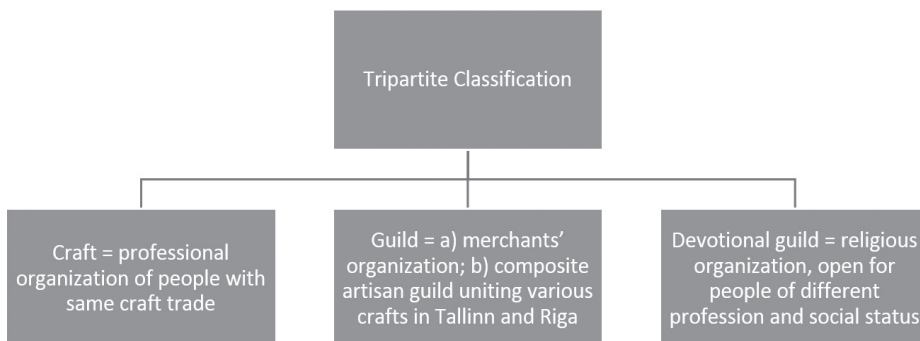 Tripartite Classification
Craft = professional
organization of people with
same craft trade
Guild = a) merchants’
organization; b) composite
artisan guild uniting various
crafts in Tallinn and Riga
Devotional guild = religious
organization, open for
people of different
profession and social status